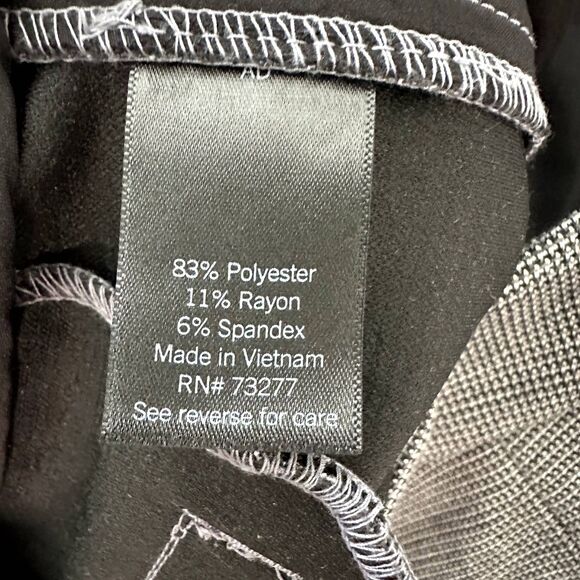 83% Polyester
11% Rayon
6% Spandex
Made in Vietnam
RN# 73277
See reverse for care